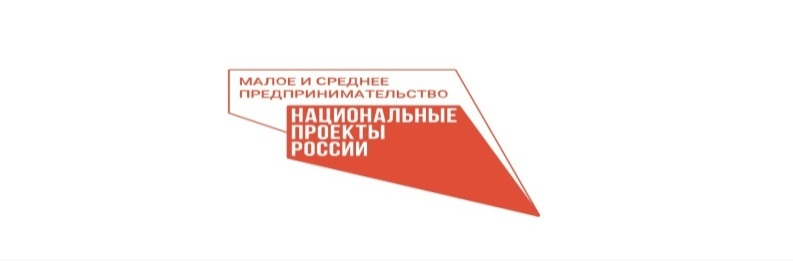 МАЛОЕ И СРЕДНЕЕ
ПРЕДПРИНИМАТЕЛЬСТВО
НАЦИОНАЛЬНЫЕ
ПРОЕКТЫ
РОССИИ